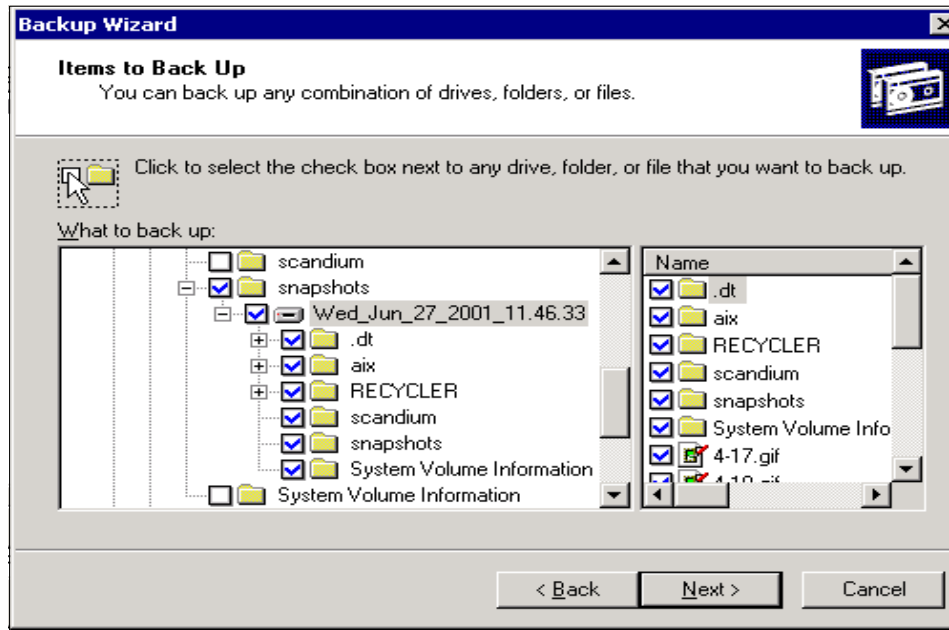 Backup Wizard
Items to Back Up
You can back up any combination of drives, folders, or files.
Click to select the check box next to any drive, folder, or file that you want to back up.
What to back up:
scandium
snapshots
Wed_Jun_27_2001_11.46.33
.dt
aix
RECYCLER
scandium
snapshots
System Volume Information
System Volume Information
Name
.dt
aix
RECYCLER
scandium
snapshots
System Volume Info
4-17.gif
< Back
Next >
Cancel